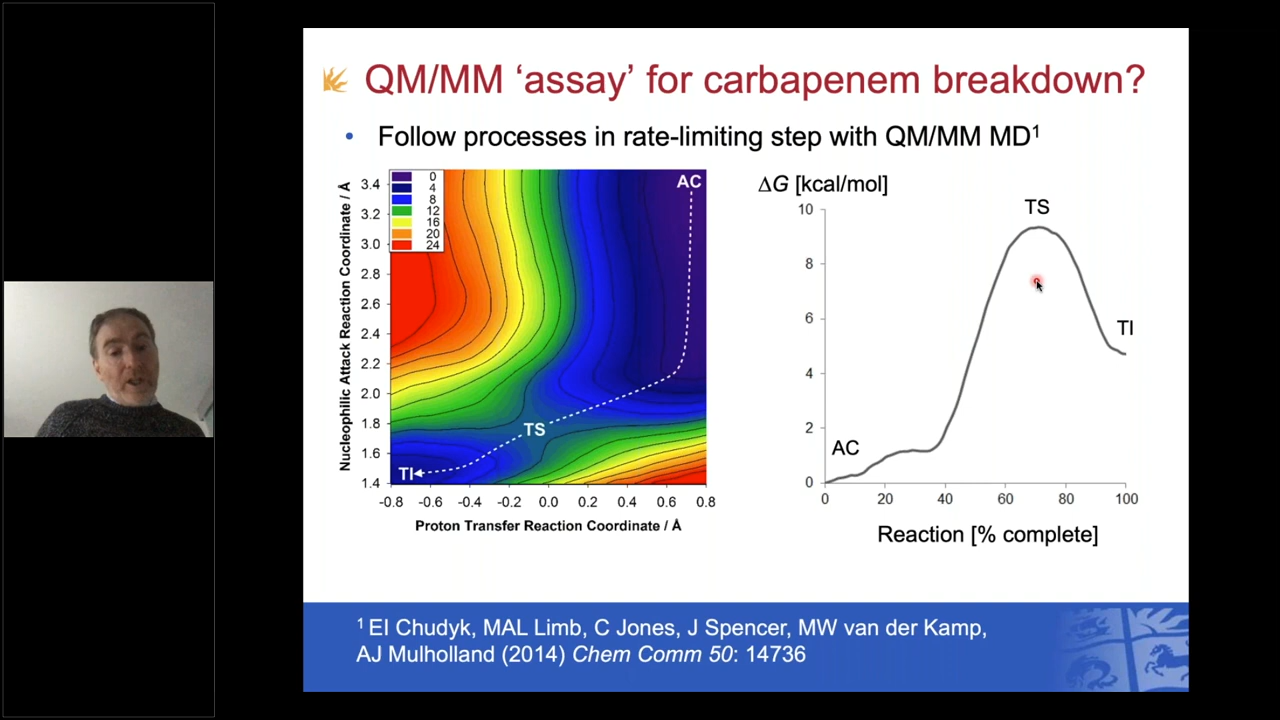 QM/MM ‘assay’ for carbapenem breakdown?
• Follow processes in rate-limiting step with QM/MM MD¹
Nucleophilic Attack Reaction Coordinate / Å
3.4
3.2
3.0
2.8
2.6
2.4
2.2
2.0
1.8
1.6
1.4
0
4
8
12
16
20
24
AC
TS
TI
-0.8 -0.6 -0.4 -0.2 0.0 0.2 0.4 0.6 0.8
Proton Transfer Reaction Coordinate / Å
ΔG [kcal/mol]
10
8
6
4
2
0
TS
TI
AC
0 20 40 60 80 100
Reaction [% complete]
¹ EI Chudyk, MAL Limb, C Jones, J Spencer, MW van der Kamp,
AJ Mulholland (2014) Chem Comm 50: 14736